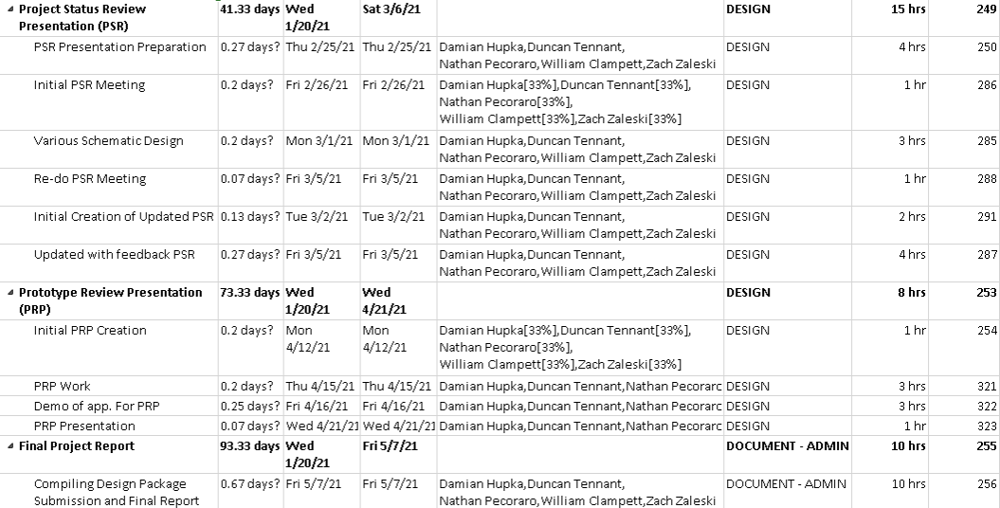 Project Status Review 41.33 days Wed Sat 3/6/21 DESIGN 15 hrs 249
Presentation (PSR) 1/20/21
PSR Presentation Preparation 0.27 days? Thu 2/25/21 Thu 2/25/21 Damian Hupka,Duncan Tennant, DESIGN 4 hrs 250
Nathan Pecoraro,William Clampett,Zach Zaleski
Initial PSR Meeting 0.2 days? Fri 2/26/21 Fri 2/26/21 Damian Hupka[33%],Duncan Tennant[33%], DESIGN 1 hr 286
Nathan Pecoraro[33%],
William Clampett[33%],Zach Zaleski[33%]
Various Schematic Design 0.2 days? Mon 3/1/21 Mon 3/1/21 Damian Hupka,Duncan Tennant, DESIGN 3 hrs 285
Nathan Pecoraro,William Clampett,Zach Zaleski
Re-do PSR Meeting 0.07 days? Fri 3/5/21 Fri 3/5/21 Damian Hupka,Duncan Tennant, DESIGN 1 hr 288
Nathan Pecoraro,William Clampett,Zach Zaleski
Initial Creation of Updated PSR 0.13 days? Tue 3/2/21 Tue 3/2/21 Damian Hupka,Duncan Tennant, DESIGN 2 hrs 291
Nathan Pecoraro,William Clampett,Zach Zaleski
Updated with feedback PSR 0.27 days? Fri 3/5/21 Fri 3/5/21 Damian Hupka,Duncan Tennant, DESIGN 4 hrs 287
Nathan Pecoraro,William Clampett,Zach Zaleski
Prototype Review Presentation 73.33 days Wed Wed DESIGN 8 hrs 253
(PRP) 1/20/21 4/21/21
Initial PRP Creation 0.2 days? Mon Mon Damian Hupka[33%],Duncan Tennant[33%], DESIGN 1 hr 254
4/12/21 4/12/21 Nathan Pecoraro[33%],
William Clampett[33%],Zach Zaleski[33%]
PRP Work 0.2 days? Thu 4/15/21 Thu 4/15/21 Damian Hupka,Duncan Tennant,Nathan Pecorarc DESIGN 3 hrs 321
Demo of app. For PRP 0.25 days? Fri 4/16/21 Fri 4/16/21 Damian Hupka,Duncan Tennant,Nathan Pecorarc DESIGN 3 hrs 322
PRP Presentation 0.07 days? Wed 4/21/21 Wed 4/21/21 Damian Hupka,Duncan Tennant,Nathan Pecorarc DESIGN 1 hr 323
Final Project Report 93.33 days Wed Fri 5/7/21 DOCUMENT - ADMIN 10 hrs 255
1/20/21
Compiling Design Package 0.67 days? Fri 5/7/21 Fri 5/7/21 Damian Hupka,Duncan Tennant, DOCUMENT - ADMIN 10 hrs 256
Submission and Final Report Nathan Pecoraro,William Clampett,Zach Zaleski